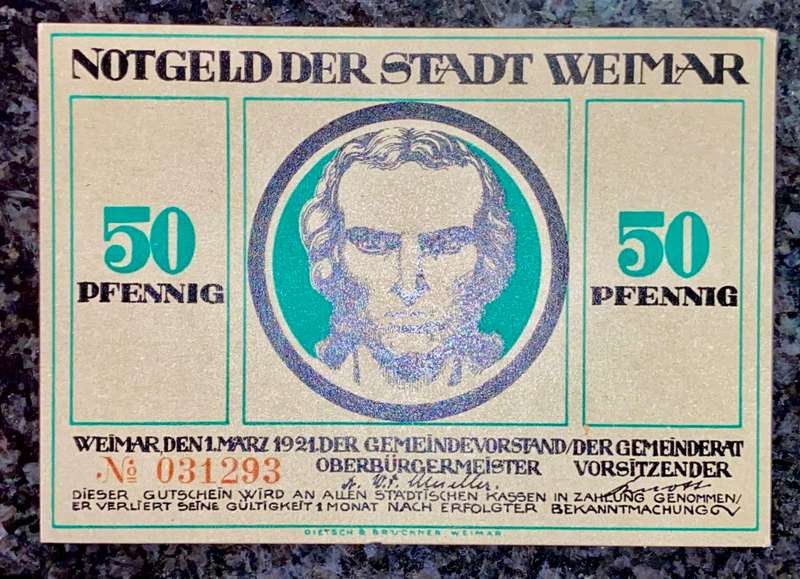 NOTGELD DER STADT WEIMAR
50
PFENNIG
50
PFENNIG
WEIMAR, DEN 1. MÄRZ 1921. DER GEMEINDEVORSTAND/DER GEMEINDERAT
No 031293 OBERBÜRGERMEISTER VORSITZENDER
Mueller.
DIESER GUTSCHEIN WIRD AN ALLEN STÄDTISCHEN KASSEN IN ZAHLUNG GENOMMEN/
ER VERLIERT SEINE GÜLTIGKEIT 1 MONAT NACH ERFOLGTER BEKANNTMACHUNG
DIETSCH & BRÜCKNER WEIMAR